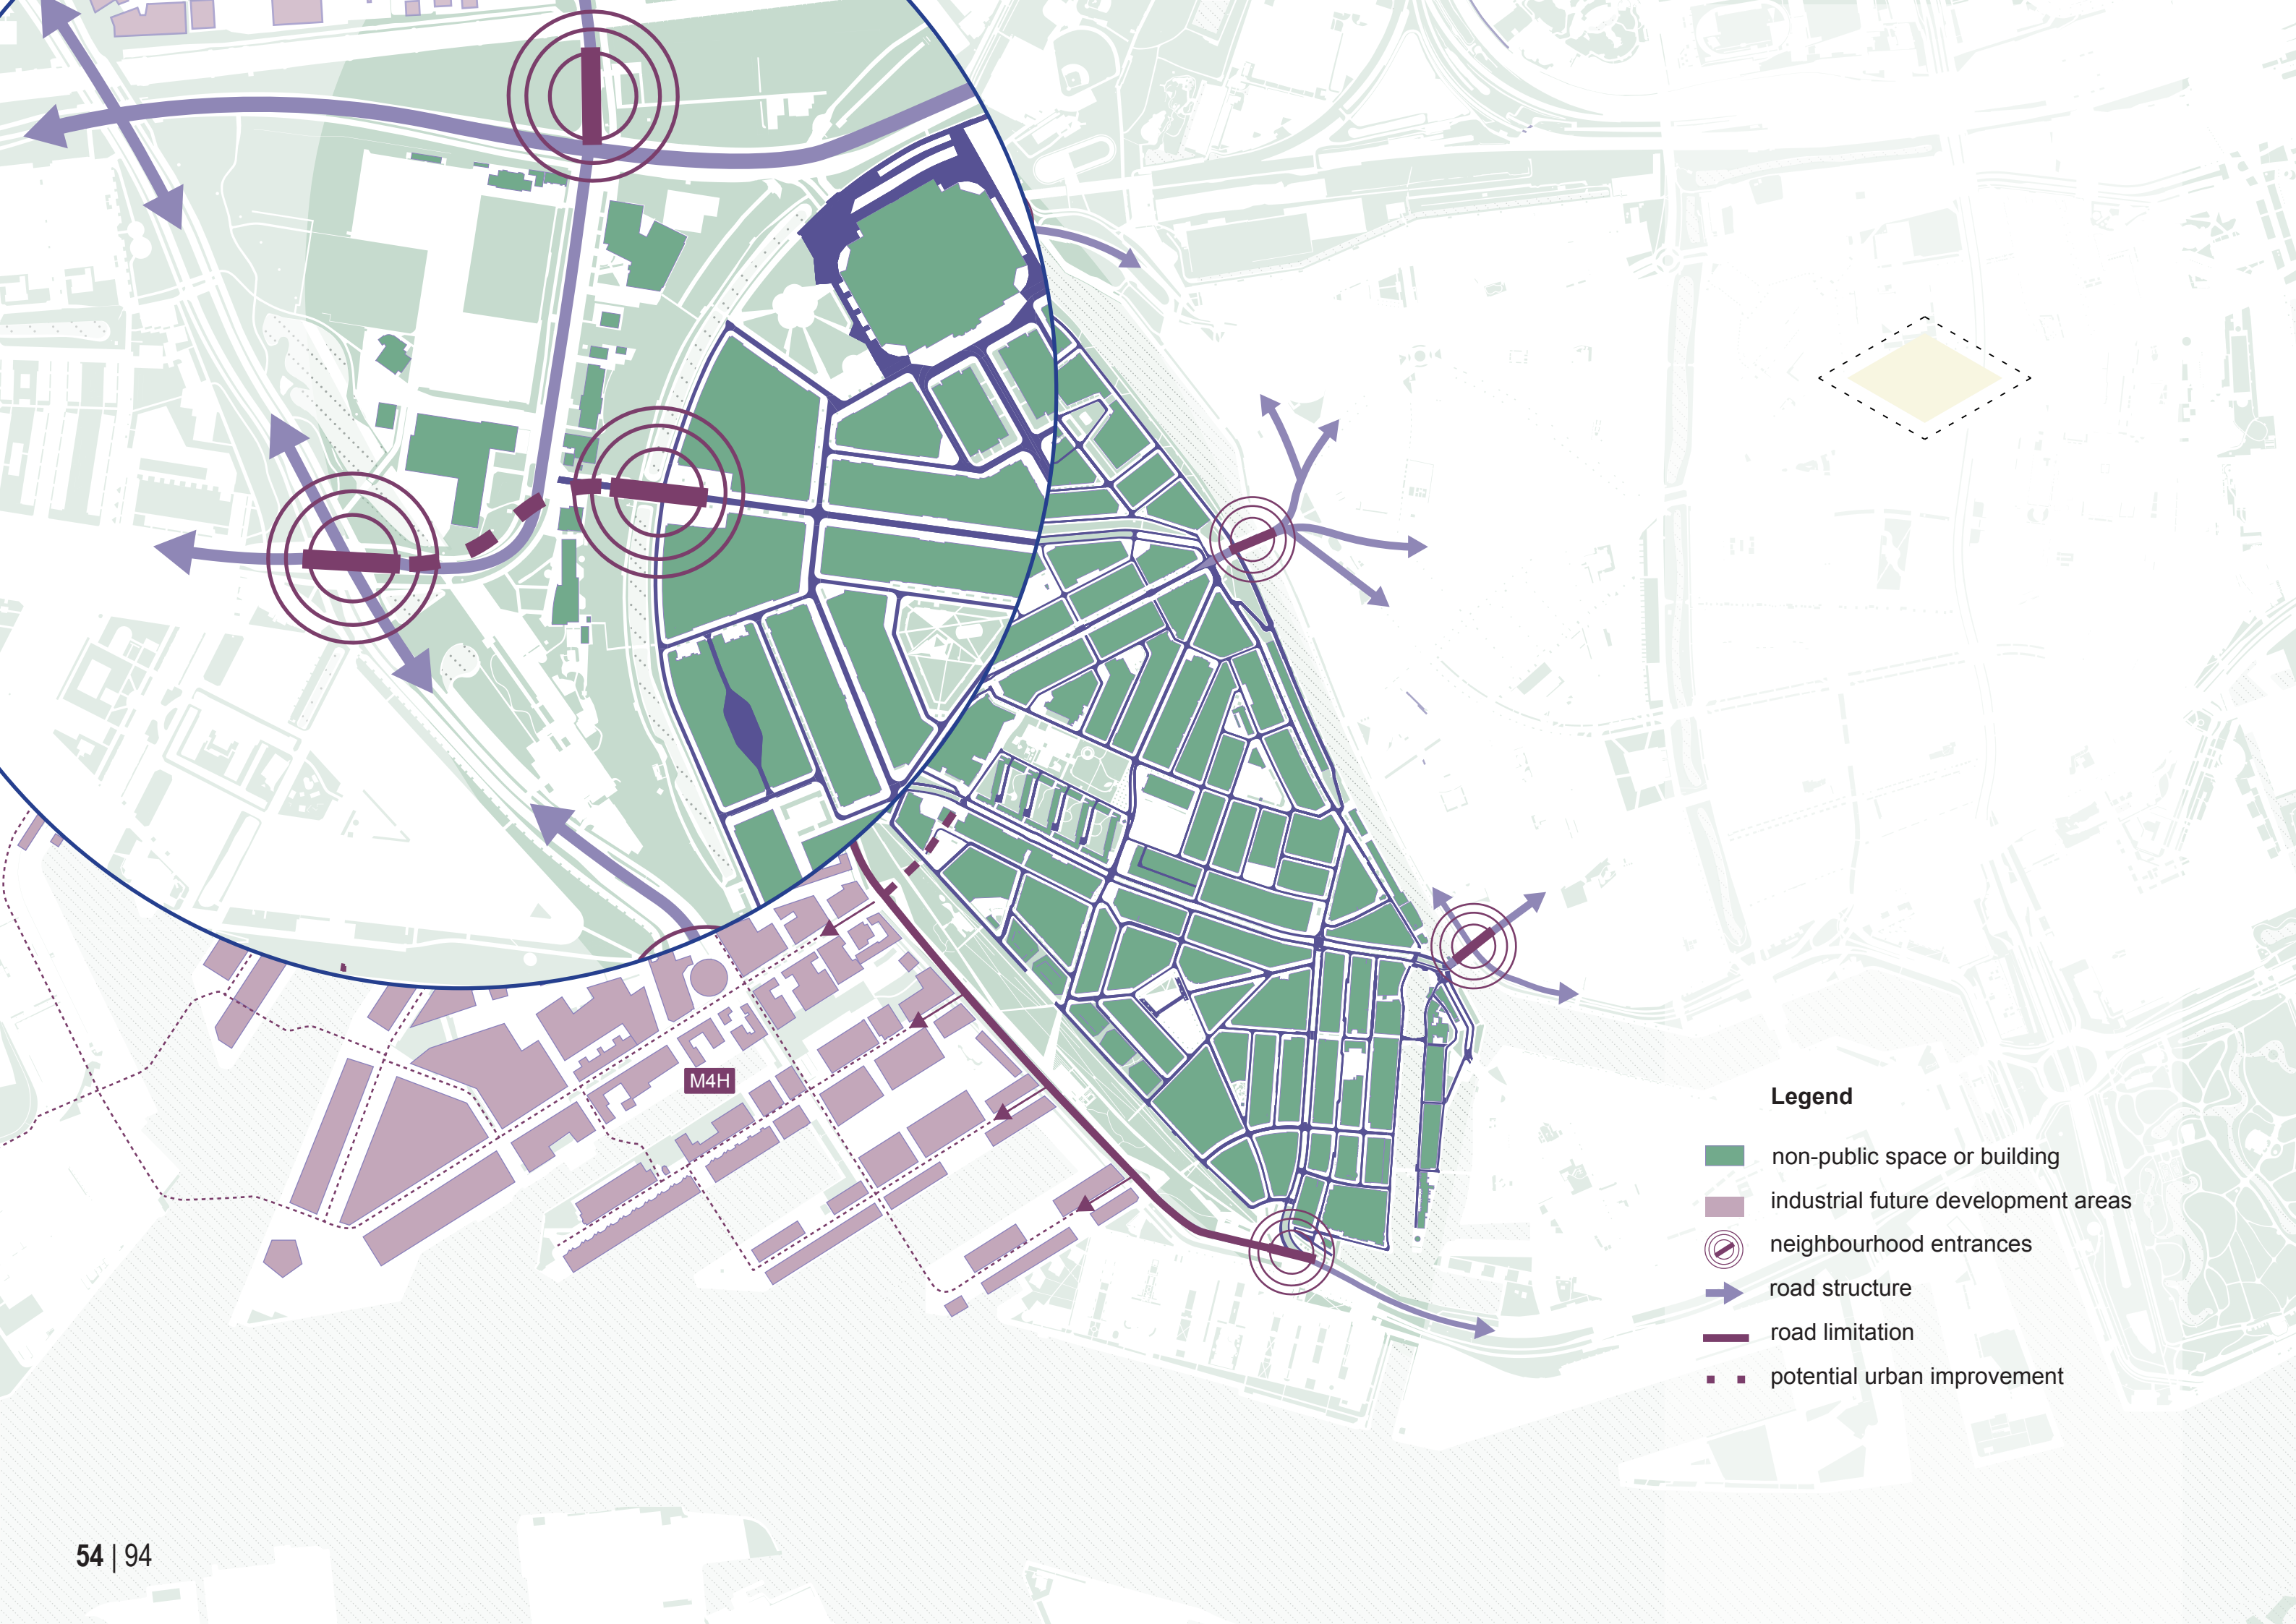 M4H
Legend
non-public space or building
industrial future development areas
neighbourhood entrances
road structure
road limitation
potential urban improvement
54 | 94